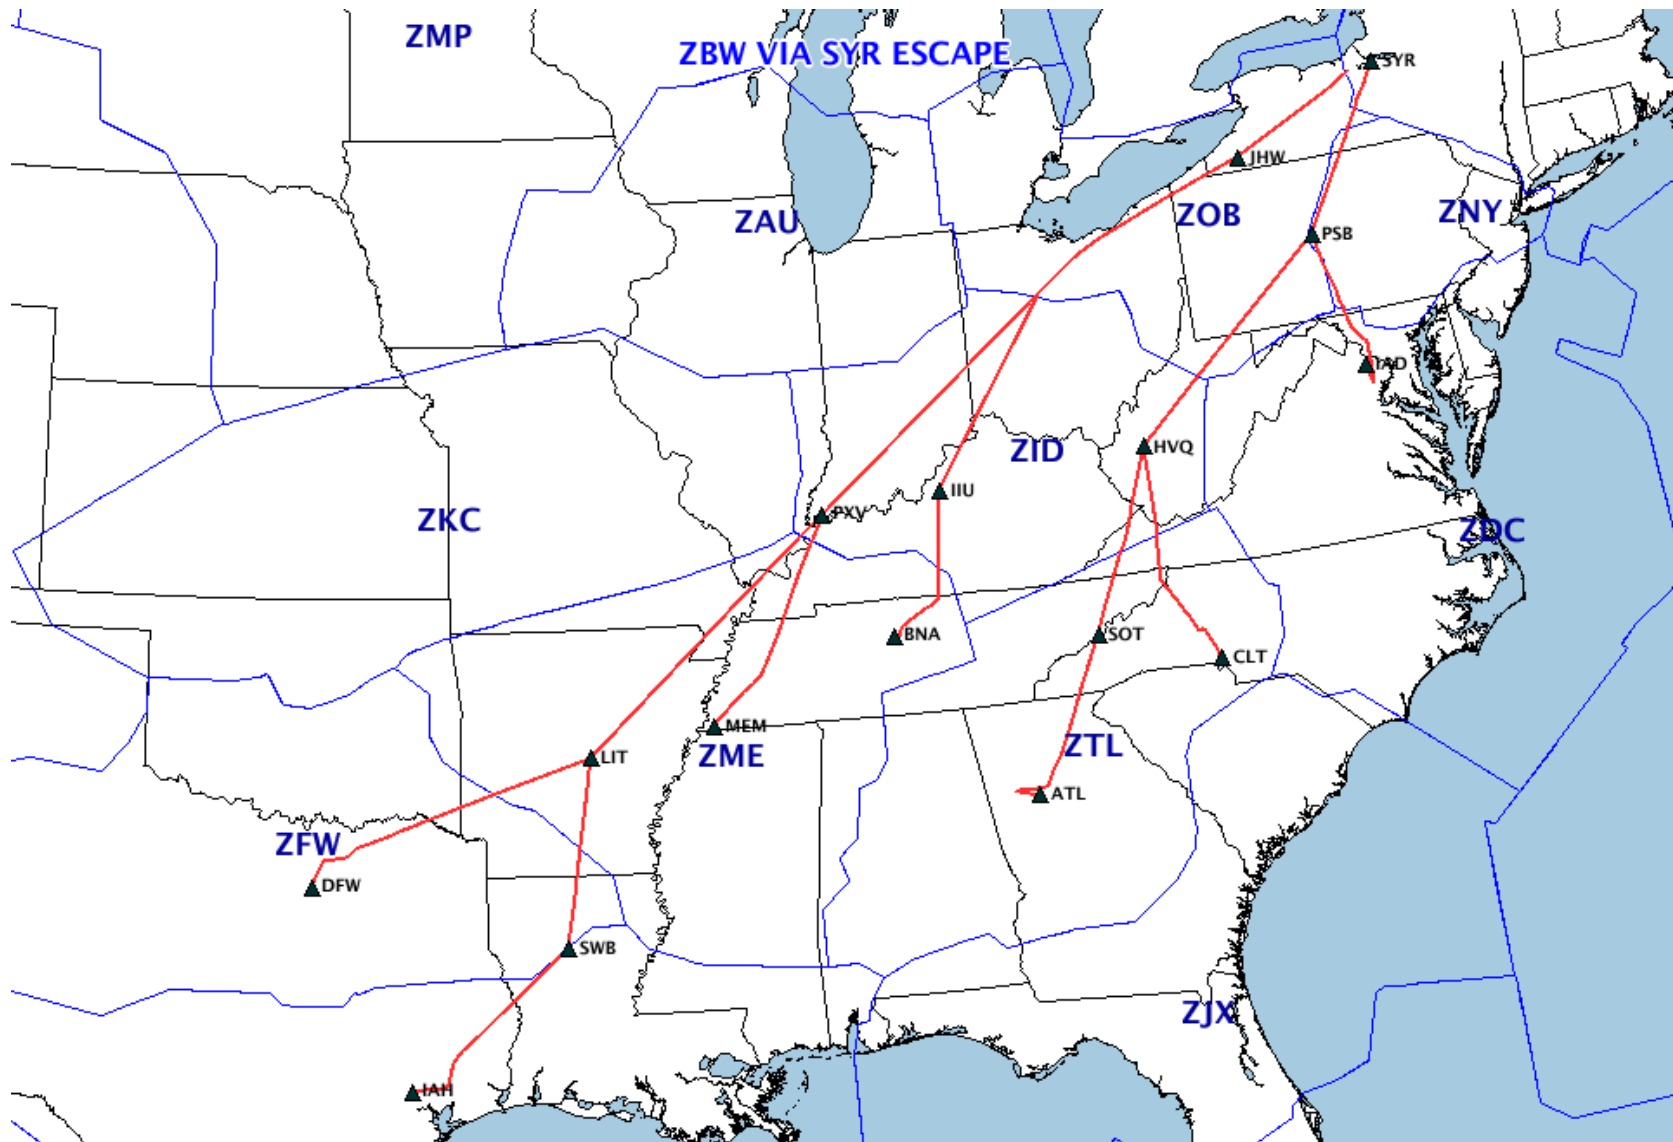 ZMP
ZBW VIA SYR ESCAPE
SYR
JHW
ZAU
ZOB
ZNY
PSB
IAD
HVQ
ZID
IIU
PXV
ZKC
ZDC
BNA
SOT
CLT
MEM
ZME
ZTL
LIT
ATL
ZFW
DFW
SWB
ZJX
IAH